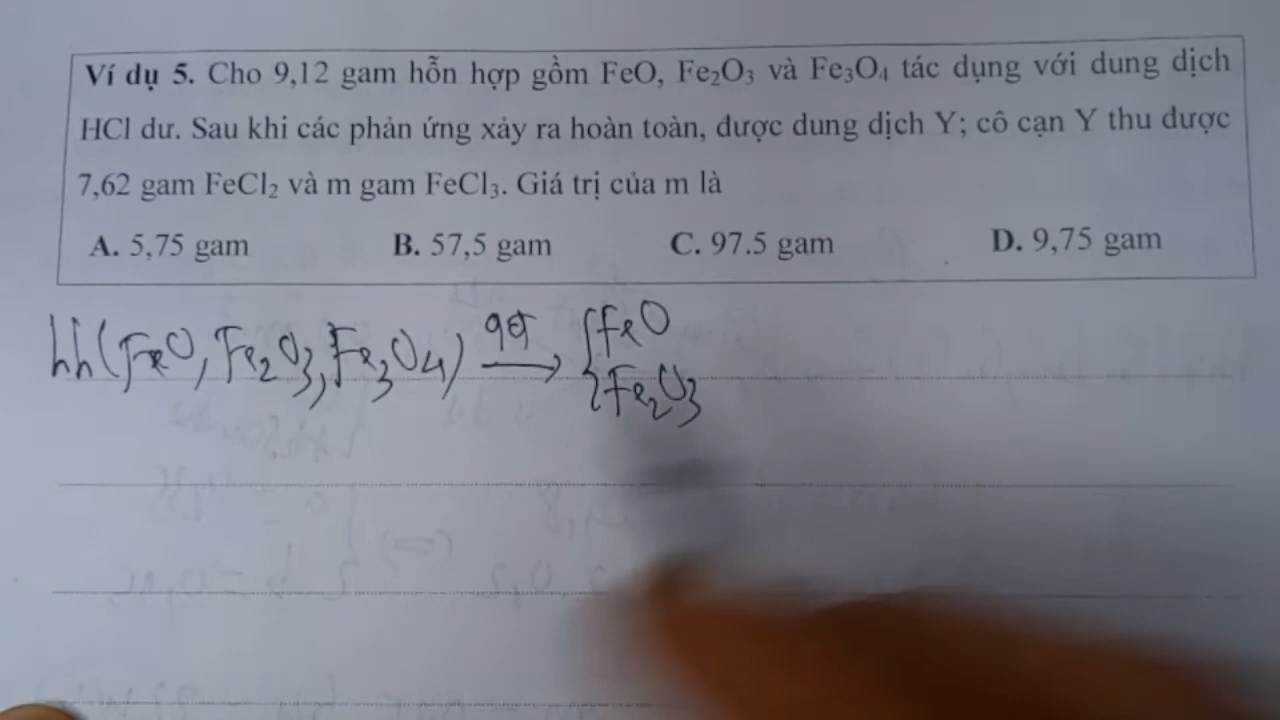 Ví dụ 5. Cho 9,12 gam hỗn hợp gồm FeO, Fe₂O₃ và Fe₃O₄ tác dụng với dung dịch
HCl dư. Sau khi các phản ứng xảy ra hoàn toàn, được dung dịch Y; cô cạn Y thu được
7,62 gam FeCl₂ và m gam FeCl₃. Giá trị của m là
A. 5,75 gam B. 57,5 gam C. 97.5 gam D. 9,75 gam
hh(FeO, Fe₂O₃, Fe₃O₄) qđ → { FeO
{ Fe₂O₃